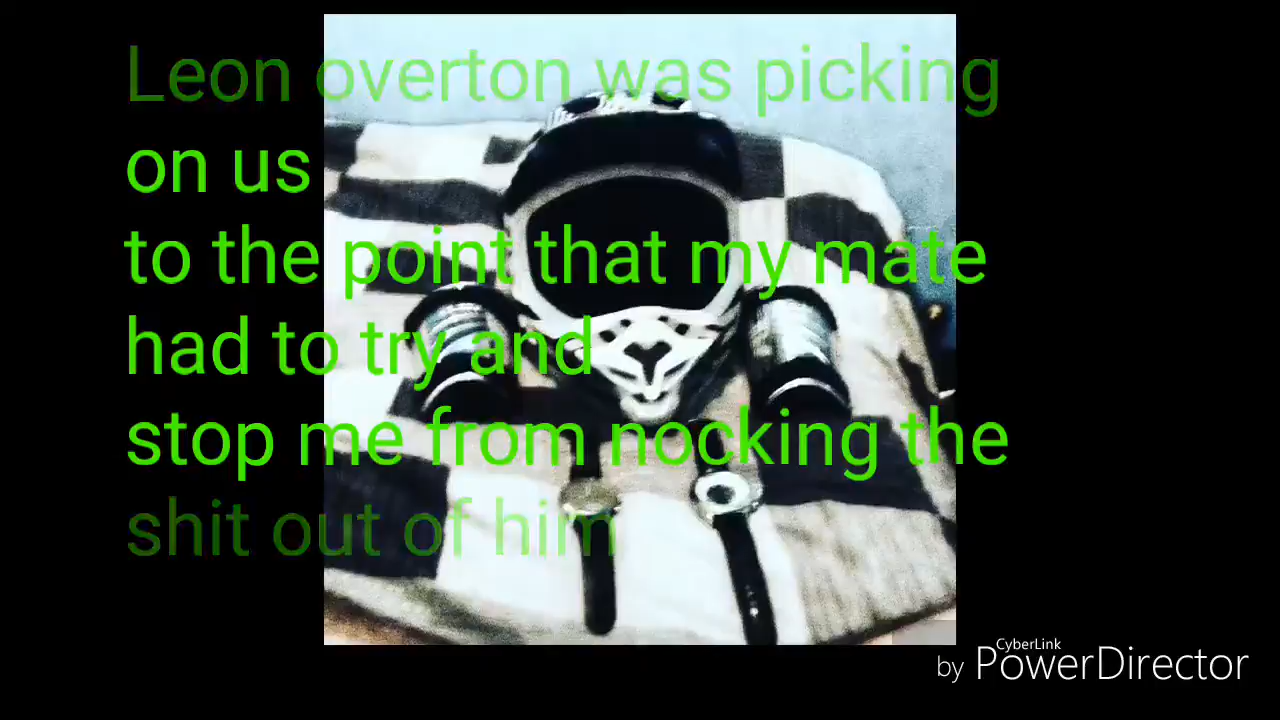 Leon overton was picking
on us
to the point that my mate
had to try and
stop me from nocking the
shit out of him
CyberLink
by PowerDirector